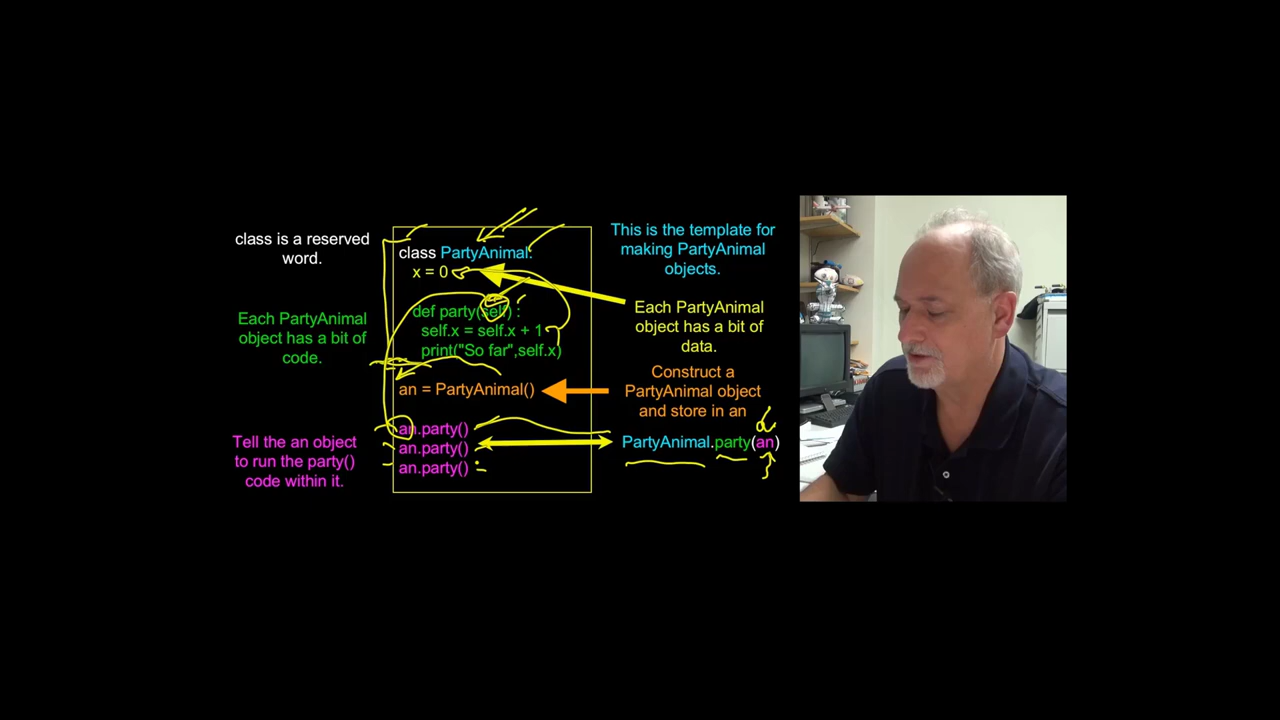 class is a reserved
word.
Each PartyAnimal
object has a bit of
code.
Tell the an object
to run the party()
code within it.
class PartyAnimal:
x = 0
def party(self) :
self.x = self.x + 1
print("So far",self.x)
an = PartyAnimal()
an.party()
an.party()
an.party()
This is the template for
making PartyAnimal
objects.
Each PartyAnimal
object has a bit of
data.
Construct a
PartyAnimal object
and store in an
PartyAnimal.party(an)